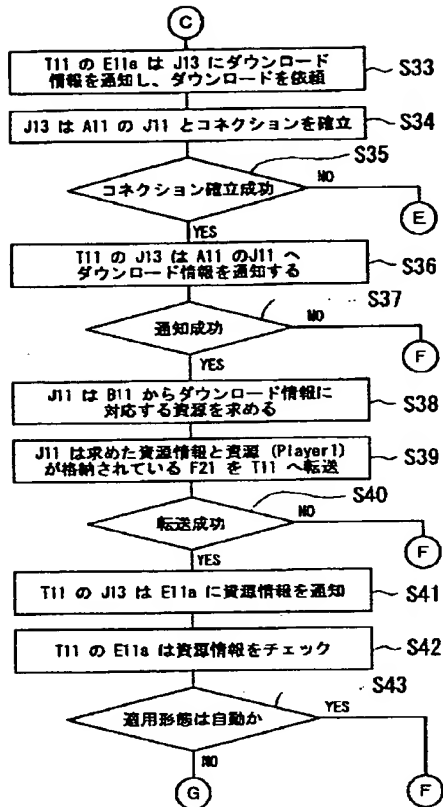 C
T11 の E11a は J13 にダウンロード
情報を通知し、ダウンロードを依頼
S33
J13 は A11 の J11 とコネクションを確立
S34
S35
コネクション確立成功
NO
E
YES
T11 の J13 は A11 のJ11 へ
ダウンロード情報を通知する
S36
S37
通知成功
NO
F
YES
J11 は B11 からダウンロード情報に
対応する資源を求める
S38
J11 は求めた資源情報と資源 (Player1)
が格納されている F21 を T11 へ転送
S39
S40
転送成功
NO
F
YES
T11 の J13 は E11a に資源情報を通知
S41
T11 の E11a は資源情報をチェック
S42
S43
適用形態は自動か
YES
F
NO
G